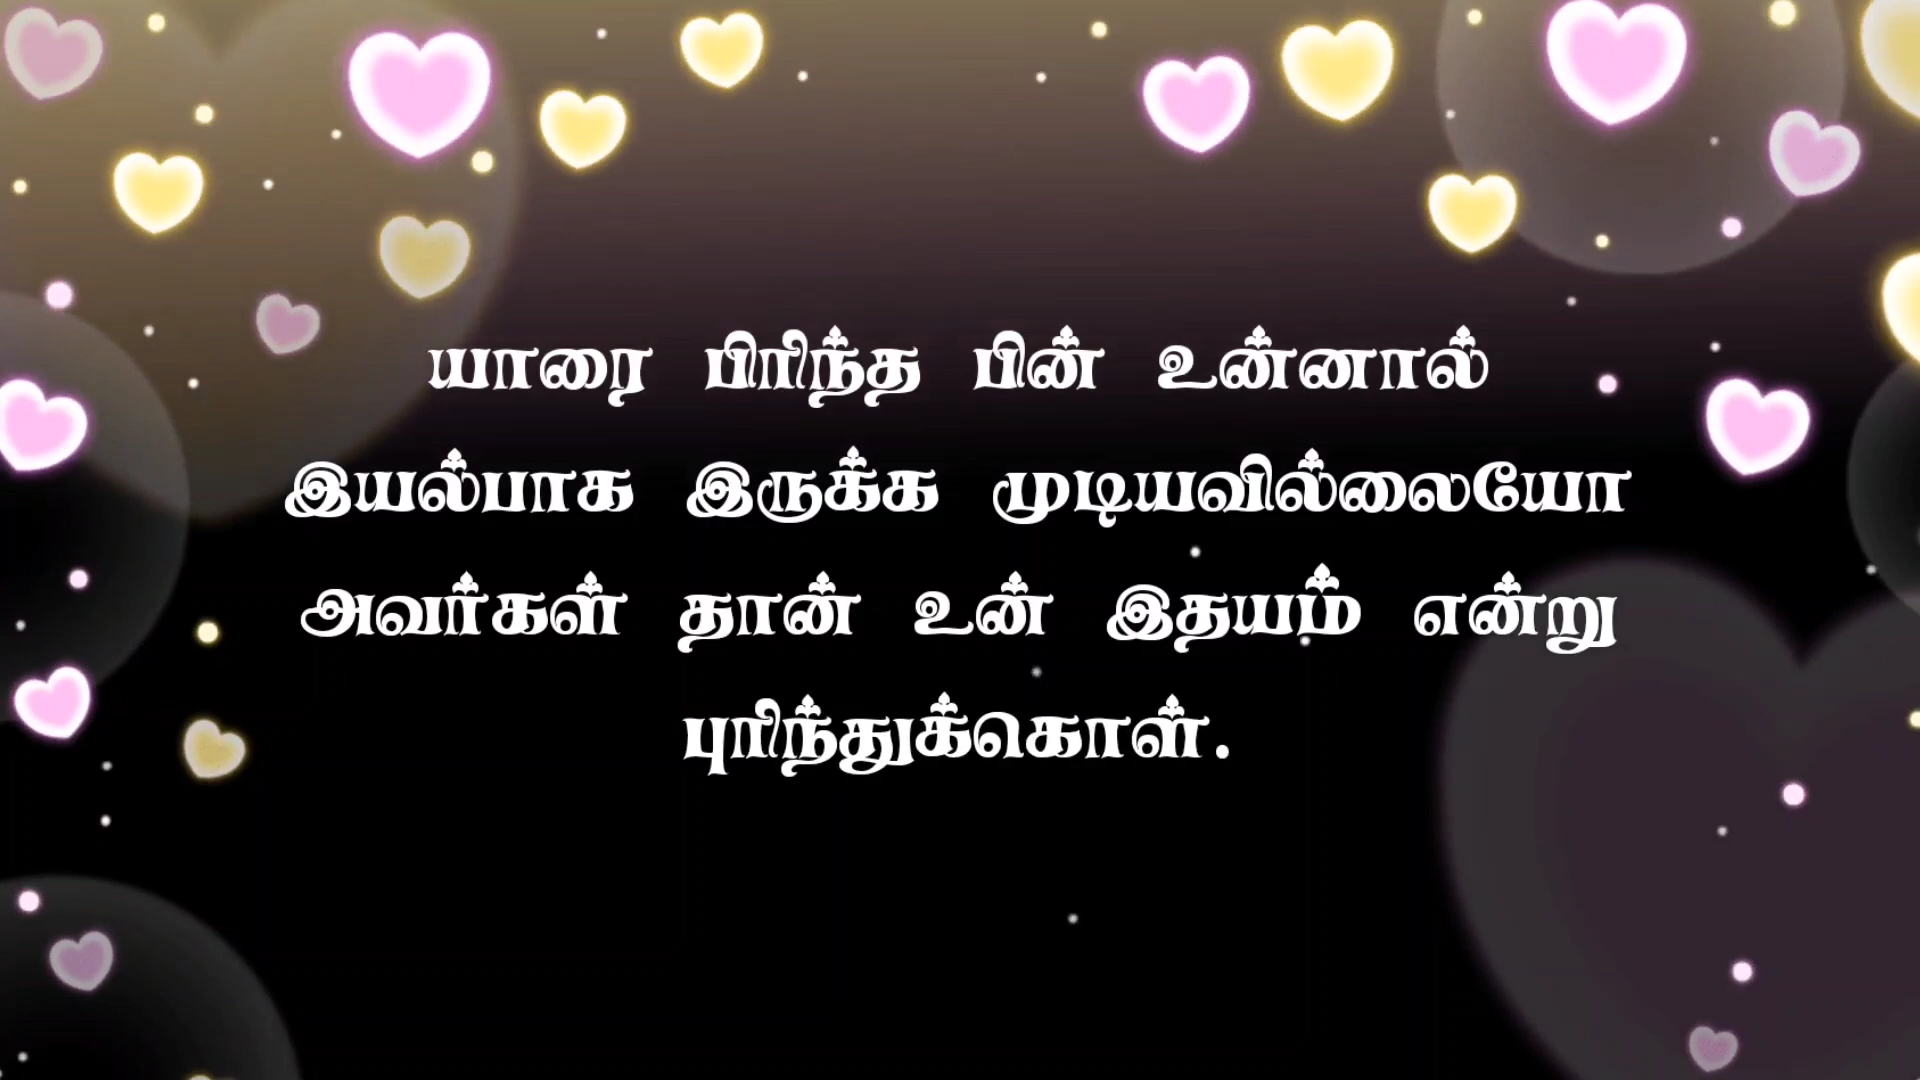 யாரை பிரிந்த பின் உன்னால்
இயல்பாக இருக்க முடியவில்லையோ
அவர்கள் தான் உன் இதயம் என்று
புரிந்துக்கொள்.